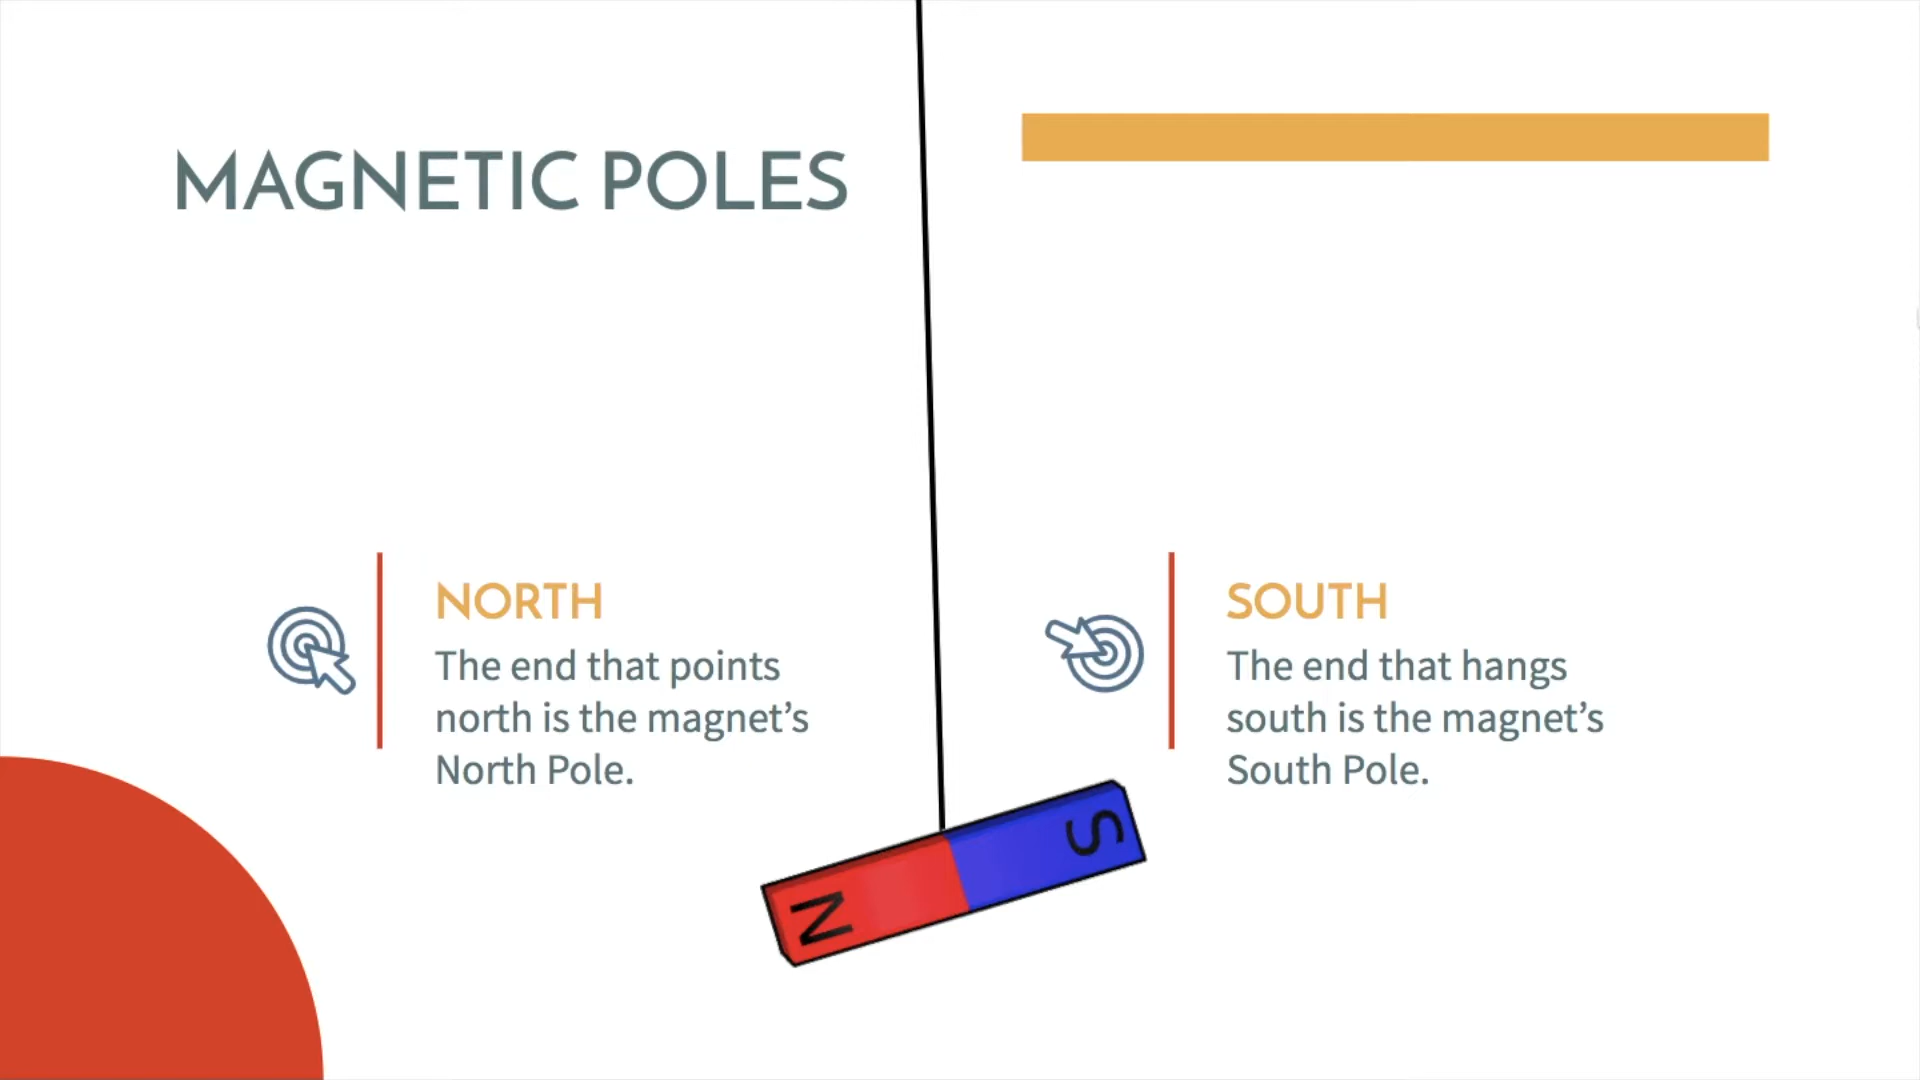 MAGNETIC POLES
NORTH
The end that points
north is the magnet’s
North Pole.
SOUTH
The end that hangs
south is the magnet’s
South Pole.
N
S